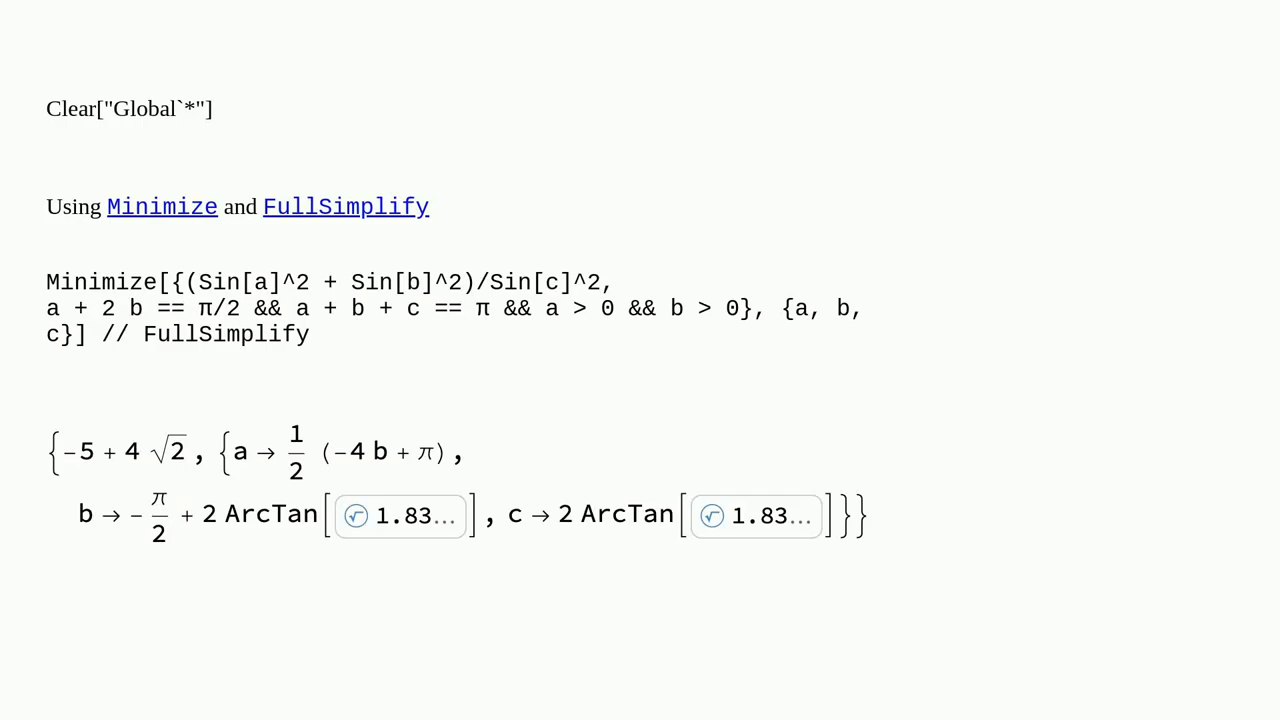 Clear["Global`*"]
Using Minimize and FullSimplify
Minimize[{(Sin[a]^2 + Sin[b]^2)/Sin[c]^2,
a + 2 b == π/2 && a + b + c == π && a > 0 && b > 0}, {a, b,
c}] // FullSimplify
{-5 + 4 √2 , {a → 1/2 (-4 b + π) ,
b → - π/2 + 2 ArcTan[1.83...] , c → 2 ArcTan[1.83...]}}